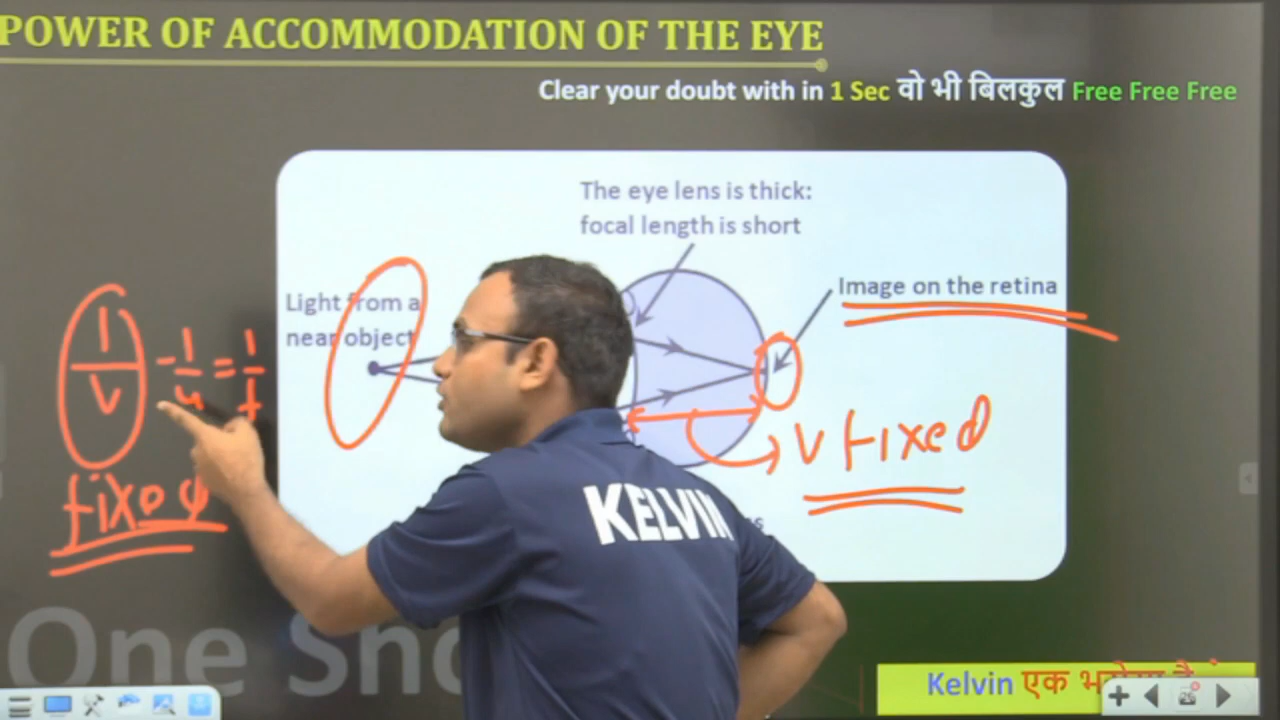 POWER OF ACCOMMODATION OF THE EYE
Clear your doubt with in 1 Sec वो भी बिलकुल Free Free Free
The eye lens is thick:
focal length is short
Image on the retina
Light from a
near object
1/v - 1/u = 1/f
fixed
v fixed
KELVIN
One
Kelvin एक
26